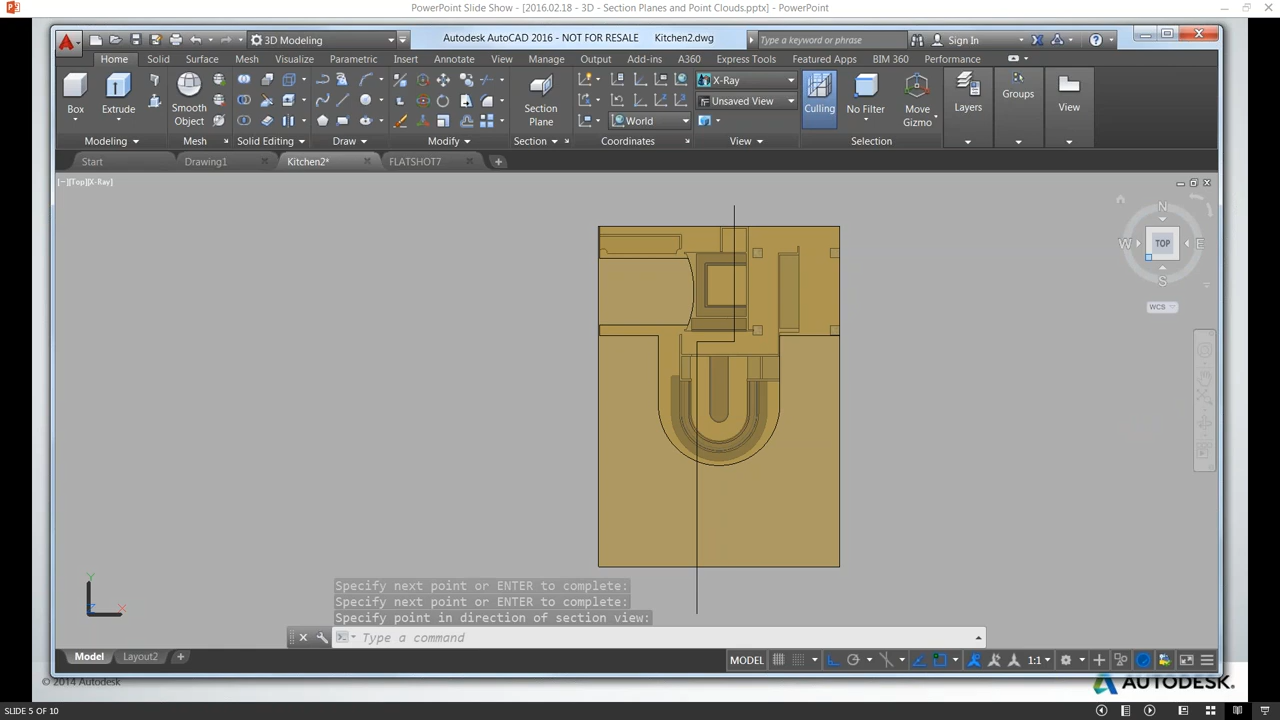 PowerPoint Slide Show - [2016.02.18 - 3D - Section Planes and Point Clouds.pptx] - PowerPoint
3D Modeling
Autodesk AutoCAD 2016 - NOT FOR RESALE Kitchen2.dwg
Type a keyword or phrase
Sign In
Home Solid Surface Mesh Visualize Parametric Insert Annotate View Manage Output Add-ins A360 Express Tools Featured Apps BIM 360 Performance
X-Ray
Unsaved View
World
Box
Extrude
Smooth
Object
Section
Plane
Culling
No Filter
Move
Gizmo
Layers
Groups
View
Modeling Mesh Solid Editing Draw Modify Section Coordinates View Selection
Start Drawing1 Kitchen2* FLATSHOT7
[−][Top][X-Ray]
N
W TOP E
S
WCS
Y
X
Specify next point or ENTER to complete:
Specify next point or ENTER to complete:
Specify point in direction of section view:
Type a command
Model Layout2
MODEL
1:1
© 2014 Autodesk
AUTODESK.
SLIDE 5 OF 10